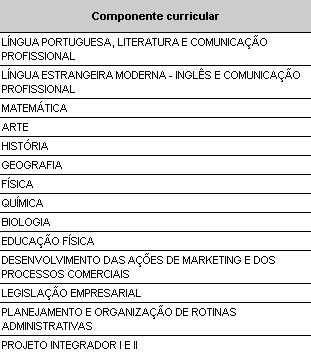 Componente curricular
LÍNGUA PORTUGUESA, LITERATURA E COMUNICAÇÃO
PROFISSIONAL
LÍNGUA ESTRANGEIRA MODERNA - INGLÊS E COMUNICAÇÃO
PROFISSIONAL
MATEMÁTICA
ARTE
HISTÓRIA
GEOGRAFIA
FÍSICA
QUÍMICA
BIOLOGIA
EDUCAÇÃO FÍSICA
DESENVOLVIMENTO DAS AÇÕES DE MARKETING E DOS
PROCESSOS COMERCIAIS
LEGISLAÇÃO EMPRESARIAL
PLANEJAMENTO E ORGANIZAÇÃO DE ROTINAS
ADMINISTRATIVAS
PROJETO INTEGRADOR I E II